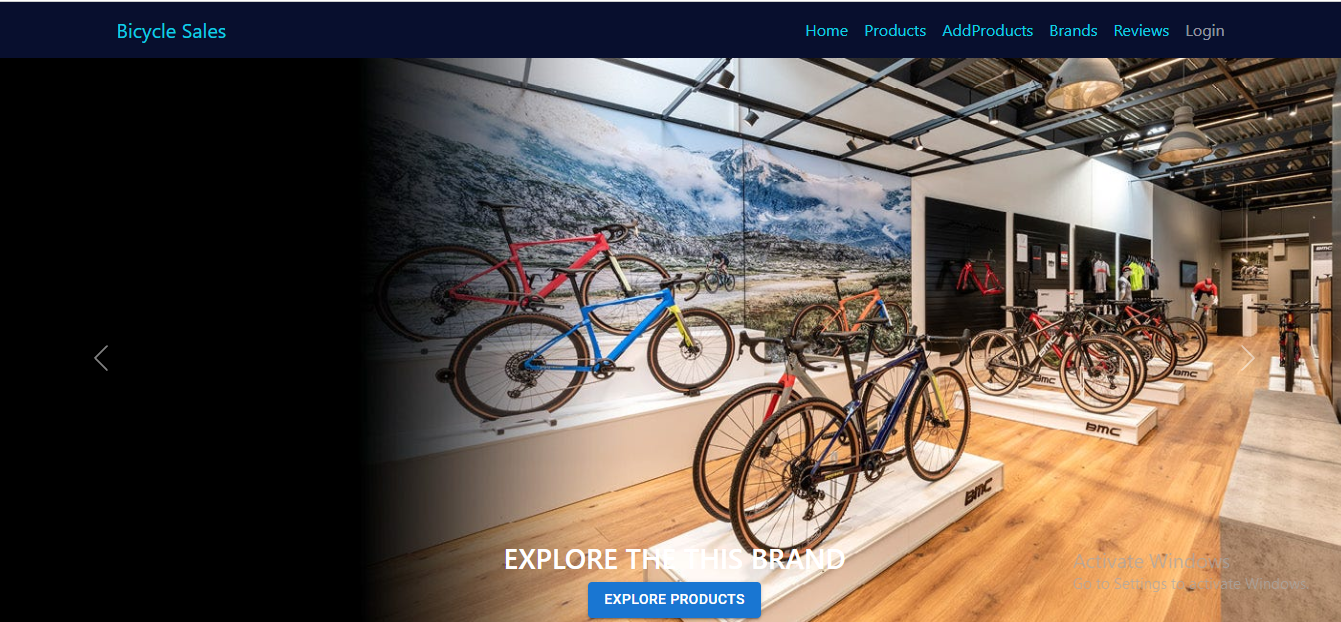 Bicycle Sales
Home Products AddProducts Brands Reviews Login
BMC
BMC
BMC
BMC
BMC
EXPLORE THE THIS BRAND
EXPLORE PRODUCTS
Activate Windows
Go to Settings to activate Windows.